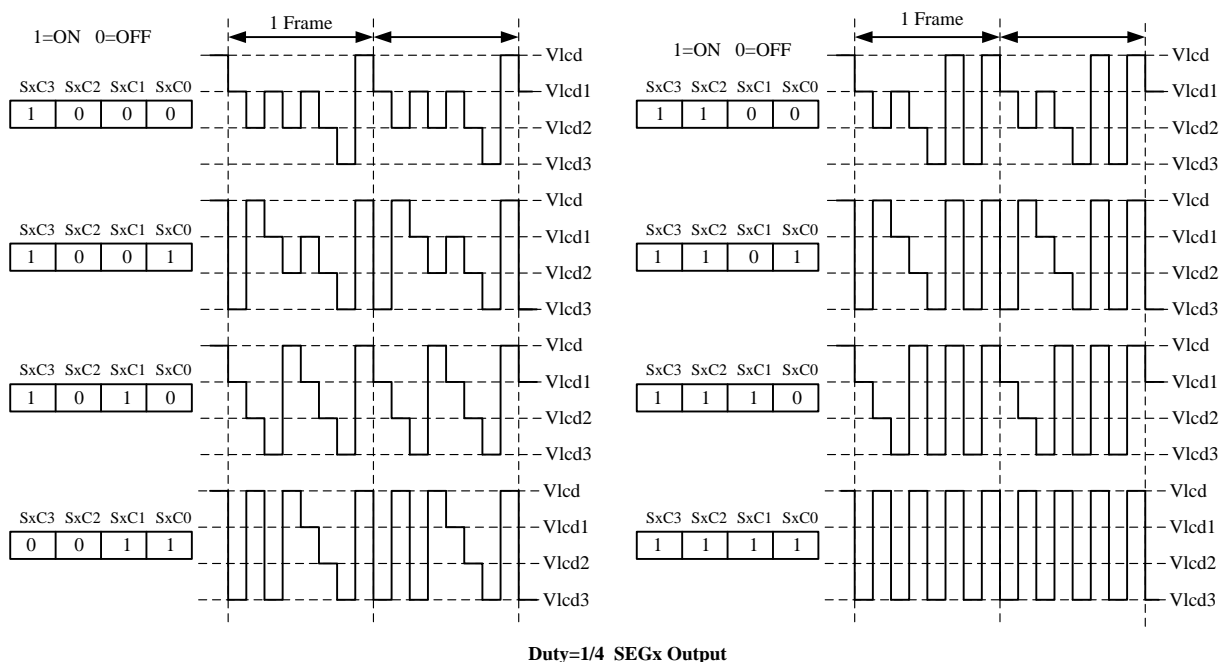 1 Frame
1=ON 0=OFF
SxC3 SxC2 SxC1 SxC0
1 0 0 0
Vlcd
Vlcd1
Vlcd2
Vlcd3
SxC3 SxC2 SxC1 SxC0
1 0 0 1
Vlcd
Vlcd1
Vlcd2
Vlcd3
SxC3 SxC2 SxC1 SxC0
1 0 1 0
Vlcd
Vlcd1
Vlcd2
Vlcd3
SxC3 SxC2 SxC1 SxC0
0 0 1 1
Vlcd
Vlcd1
Vlcd2
Vlcd3
1 Frame
1=ON 0=OFF
SxC3 SxC2 SxC1 SxC0
1 1 0 0
Vlcd
Vlcd1
Vlcd2
Vlcd3
SxC3 SxC2 SxC1 SxC0
1 1 0 1
Vlcd
Vlcd1
Vlcd2
Vlcd3
SxC3 SxC2 SxC1 SxC0
1 1 1 0
Vlcd
Vlcd1
Vlcd2
Vlcd3
SxC3 SxC2 SxC1 SxC0
1 1 1 1
Vlcd
Vlcd1
Vlcd2
Vlcd3
Duty=1/4 SEGx Output